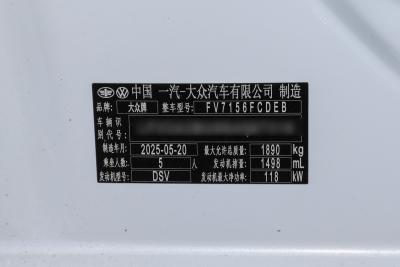 中国 一汽-大众汽车有限公司 制造
品牌: 大众牌 整车型号: FV7156FCDEB
车辆识别代号:
制造年月: 2025-05-20 最大允许总质量: 1890 kg
乘坐人数: 5 人 发动机排量: 1498 mL
发动机型号: DSV 发动机最大净功率: 118 kW